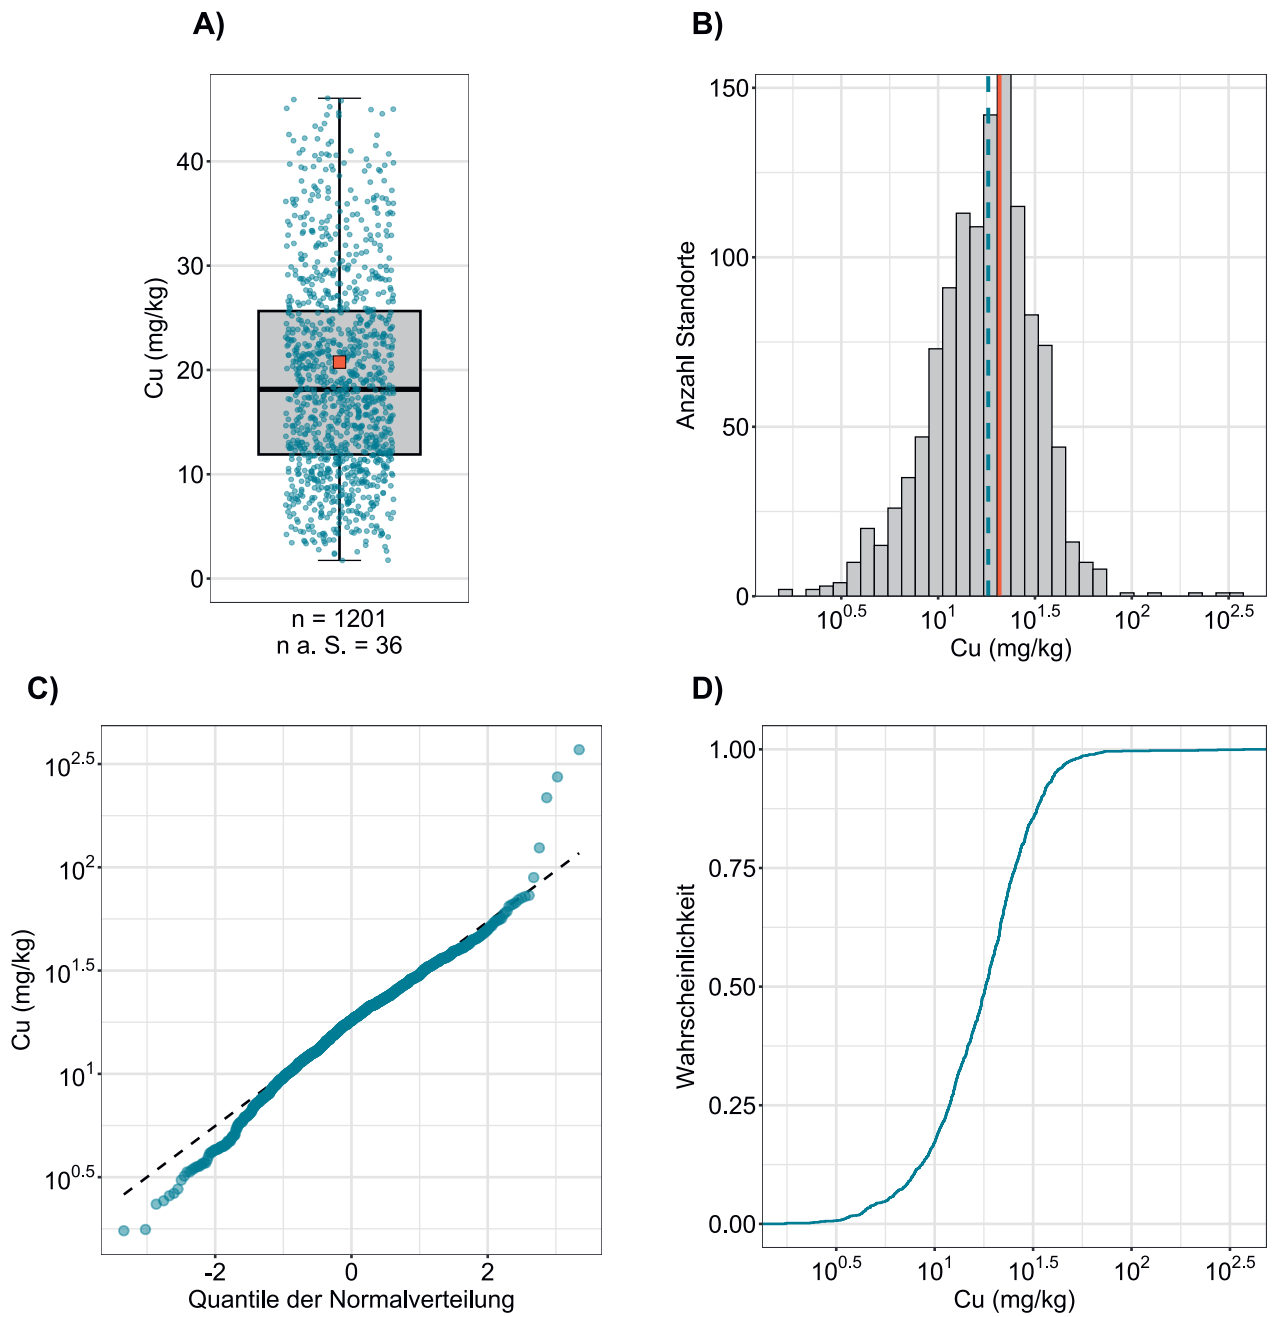 A)
Cu (mg/kg)
40
30
20
10
0
n = 1201
n a. S. = 36
B)
Anzahl Standorte
150
100
50
0
10^0.5 10^1 10^1.5 10^2 10^2.5
Cu (mg/kg)
C)
Cu (mg/kg)
10^2.5
10^2
10^1.5
10^1
10^0.5
-2 0 2
Quantile der Normalverteilung
D)
Wahrscheinlichkeit
1.00
0.75
0.50
0.25
0.00
10^0.5 10^1 10^1.5 10^2 10^2.5
Cu (mg/kg)